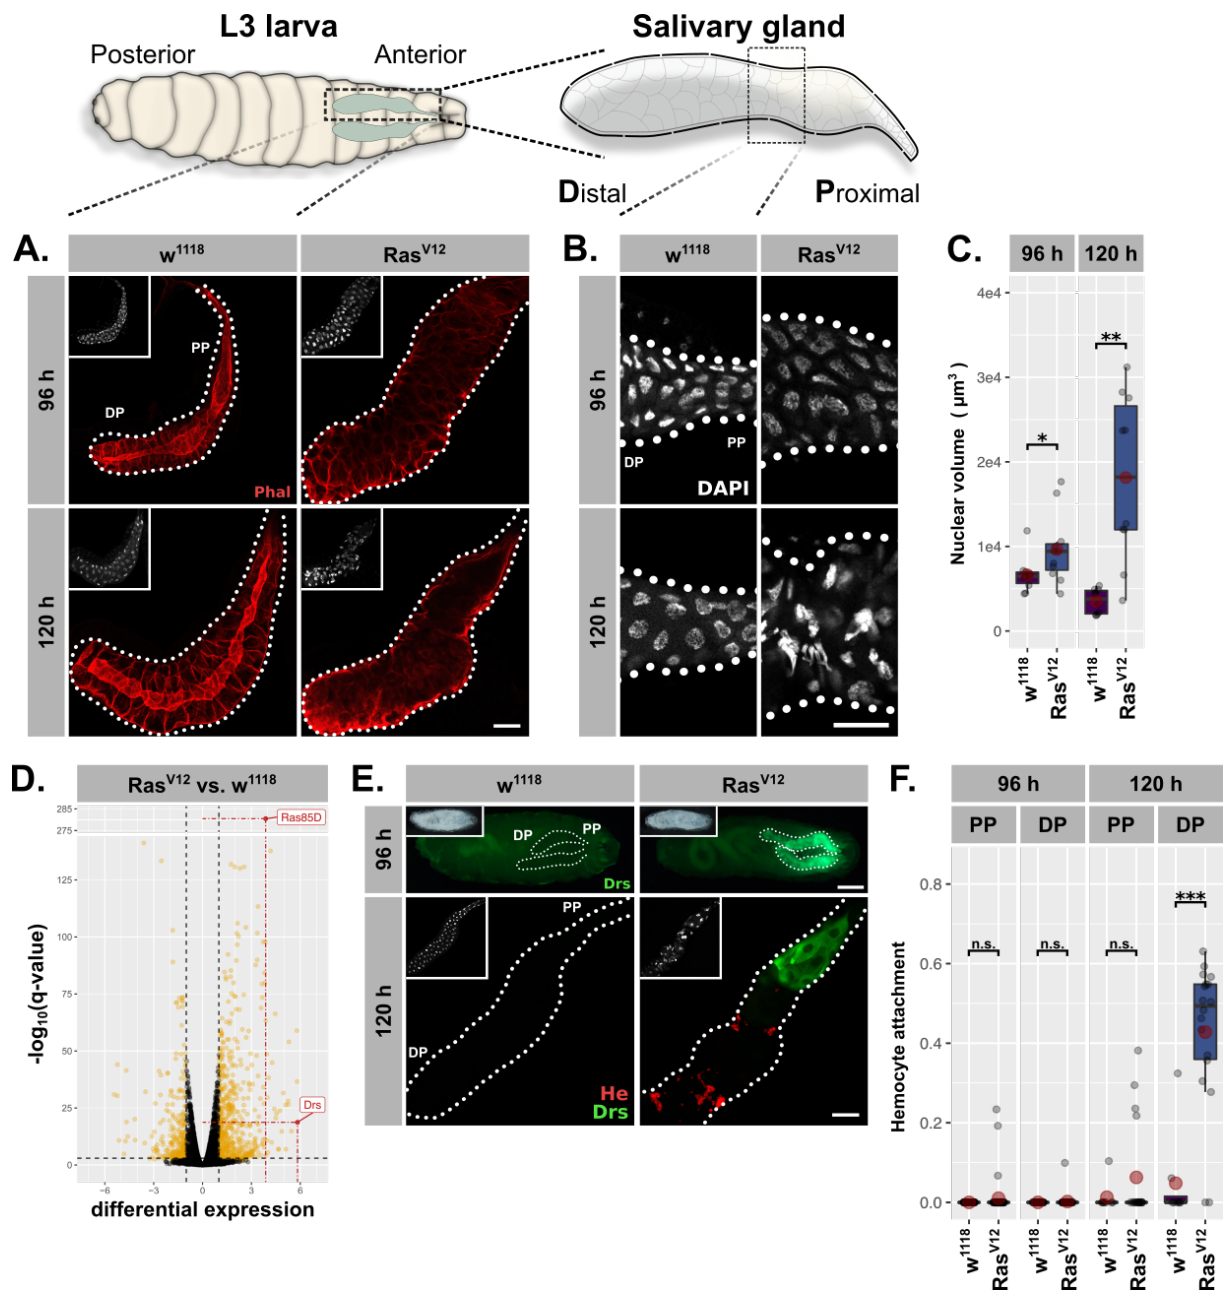 L3 larva
Salivary gland
Posterior
Anterior
Distal
Proximal
A.
w1118
RasV12
96 h
PP
DP
Phal
120 h
B.
w1118
RasV12
96 h
PP
DP
DAPI
120 h
C.
96 h
120 h
Nuclear volume ( µm3 )
4e4
3e4
2e4
1e4
0
*
**
w1118
RasV12
w1118
RasV12
D.
RasV12 vs. w1118
-log10(q-value)
285
275
125
100
75
50
25
0
Ras85D
Drs
−6
−3
0
3
6
differential expression
E.
w1118
RasV12
96 h
DP
PP
Drs
120 h
PP
DP
He
Drs
F.
96 h
120 h
PP
DP
PP
DP
Hemocyte attachment
0.8
0.6
0.4
0.2
0.0
n.s.
n.s.
n.s.
***
w1118
RasV12
w1118
RasV12
w1118
RasV12
w1118
RasV12